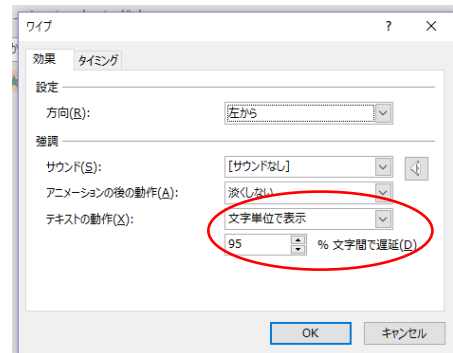 ワイプ ? ×
効果 タイミング
設定
方向(R): 左から
強調
サウンド(S): [サウンドなし]
アニメーションの後の動作(A): 淡くしない
テキストの動作(X): 文字単位で表示
95 % 文字間で遅延(D)
OK キャンセル